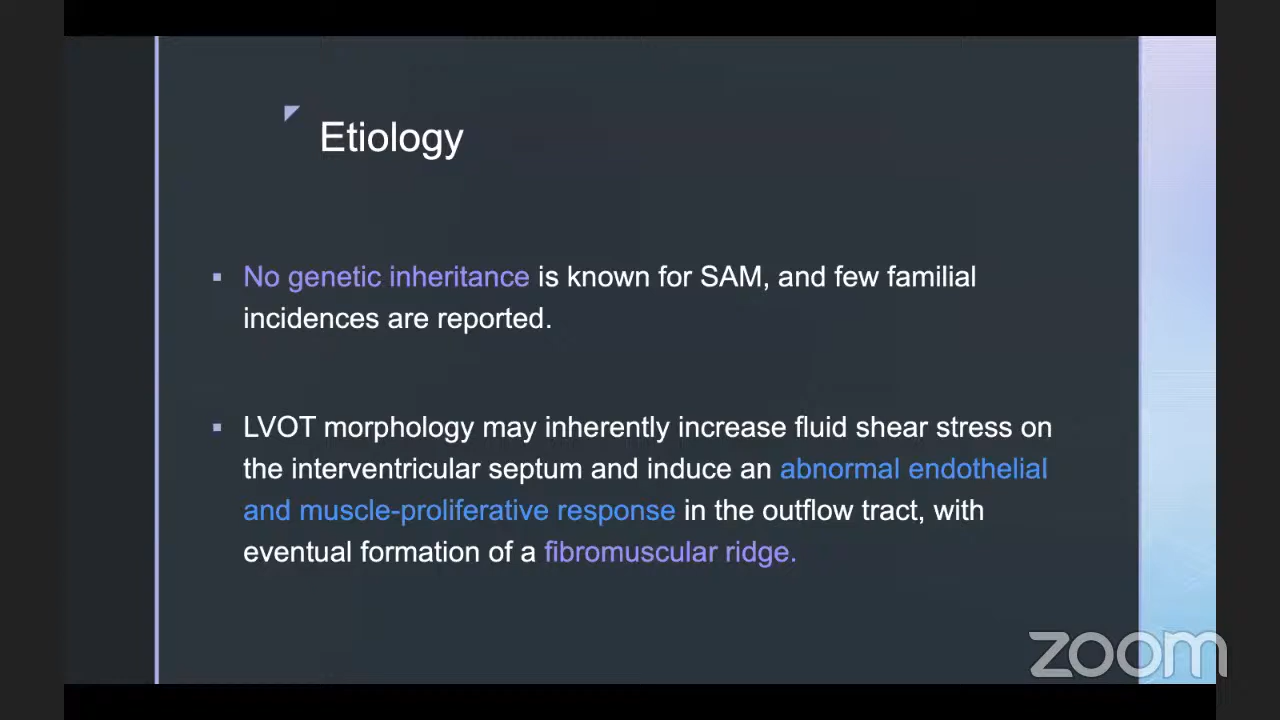 Etiology
▪ No genetic inheritance is known for SAM, and few familial
incidences are reported.
▪ LVOT morphology may inherently increase fluid shear stress on
the interventricular septum and induce an abnormal endothelial
and muscle-proliferative response in the outflow tract, with
eventual formation of a fibromuscular ridge.
zoom